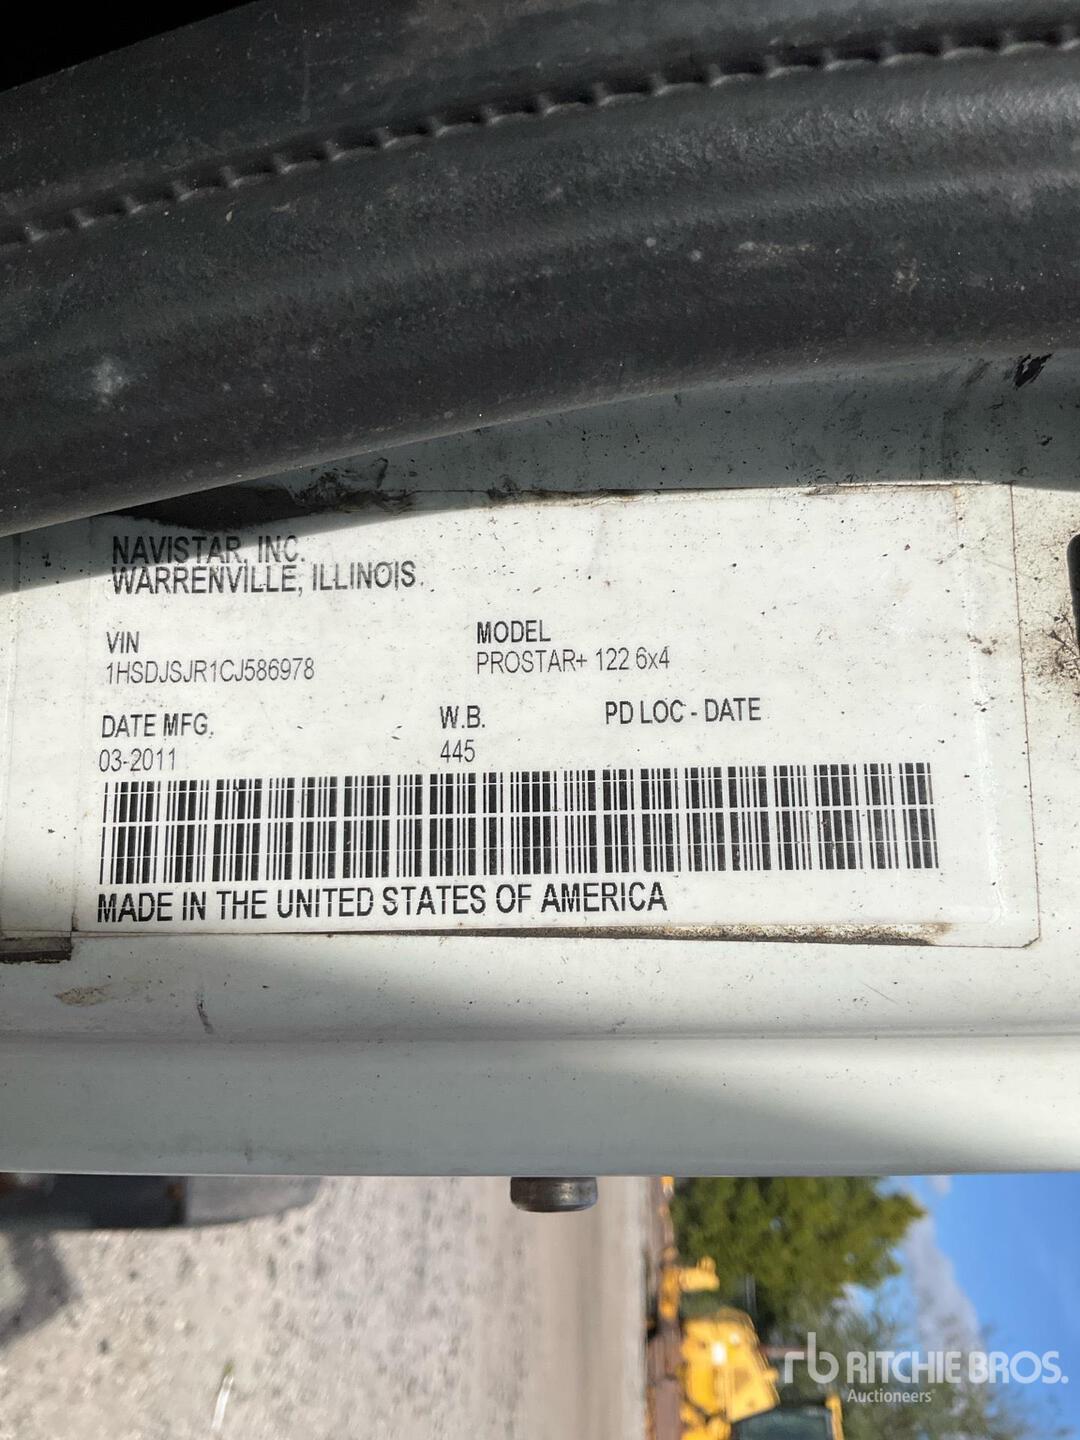 NAVISTAR, INC.
WARRENVILLE, ILLINOIS.
VIN
1HSDJSJR1CJ586978
MODEL
PROSTAR+ 122 6x4
DATE MFG.
03-2011
W.B.
445
PD LOC - DATE
MADE IN THE UNITED STATES OF AMERICA
rb RITCHIE BROS.
Auctioneers